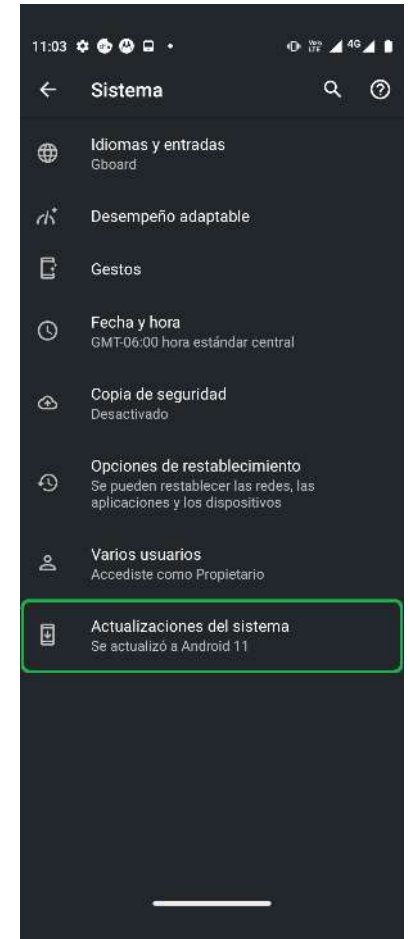 11:03
4G
Sistema
Idiomas y entradas
Gboard
Desempeño adaptable
Gestos
Fecha y hora
GMT-06:00 hora estándar central
Copia de seguridad
Desactivado
Opciones de restablecimiento
Se pueden restablecer las redes, las
aplicaciones y los dispositivos
Varios usuarios
Accediste como Propietario
Actualizaciones del sistema
Se actualizó a Android 11